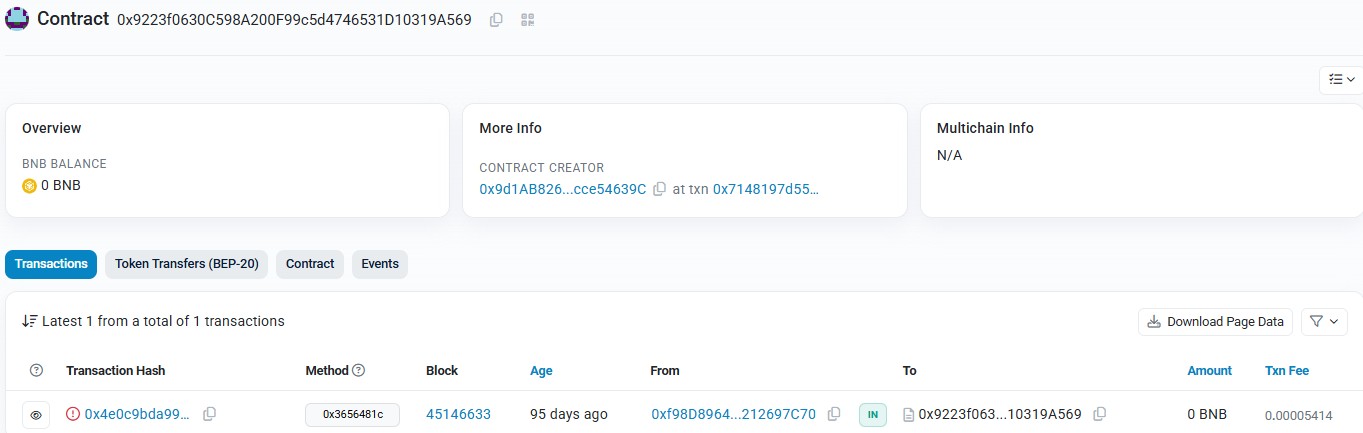 Contract 0x9223f0630C598A200F99c5d4746531D10319A569
Overview
BNB BALANCE
0 BNB
More Info
CONTRACT CREATOR
0x9d1AB826...cce54639C at txn 0x7148197d55...
Multichain Info
N/A
Transactions Token Transfers (BEP-20) Contract Events
Latest 1 from a total of 1 transactions Download Page Data
Transaction Hash Method Block Age From To Amount Txn Fee
0x4e0c9bda99... 0x3656481c 45146633 95 days ago 0xf98D8964...212697C70 IN 0x9223f063...10319A569 0 BNB 0.00005414